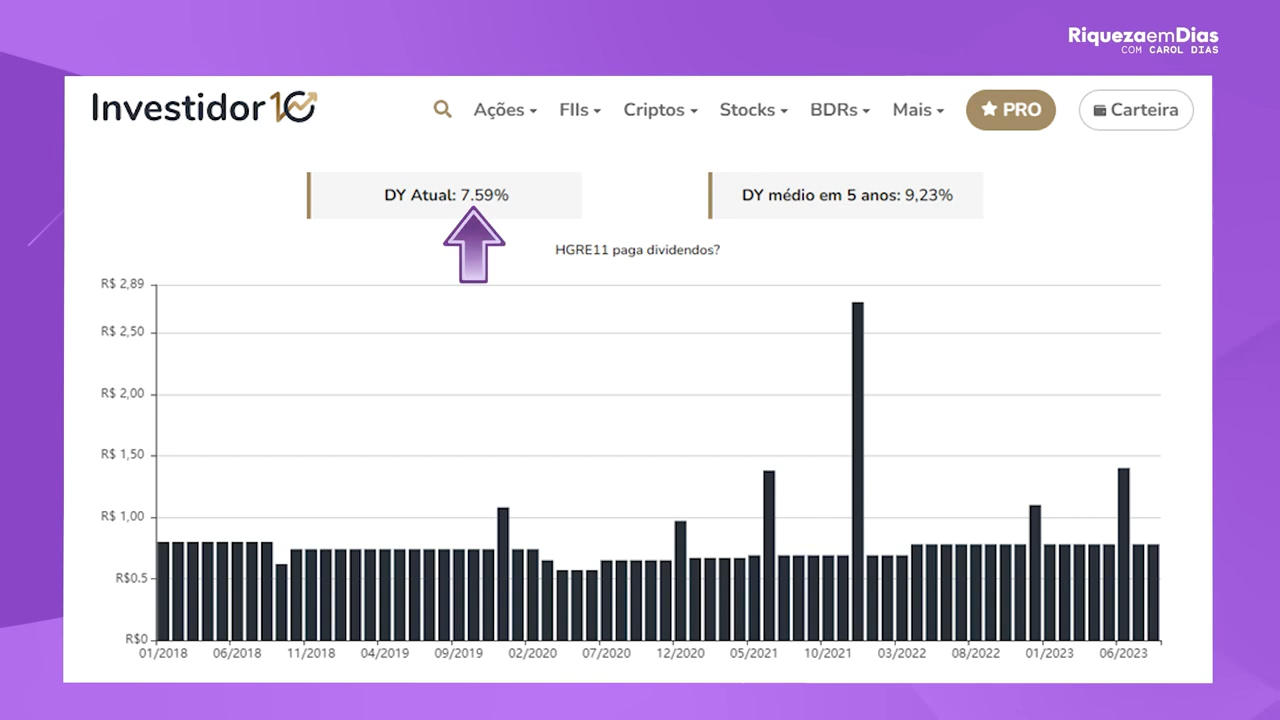 RiquezaemDias
COM CAROL DIAS
Investidor 10
Ações FIIs Criptos Stocks BDRs Mais PRO Carteira
DY Atual: 7.59% DY médio em 5 anos: 9,23%
HGRE11 paga dividendos?
R$ 2,89
R$ 2,50
R$ 2,00
R$ 1,50
R$ 1,00
R$0.5
R$0
01/2018 06/2018 11/2018 04/2019 09/2019 02/2020 07/2020 12/2020 05/2021 10/2021 03/2022 08/2022 01/2023 06/2023